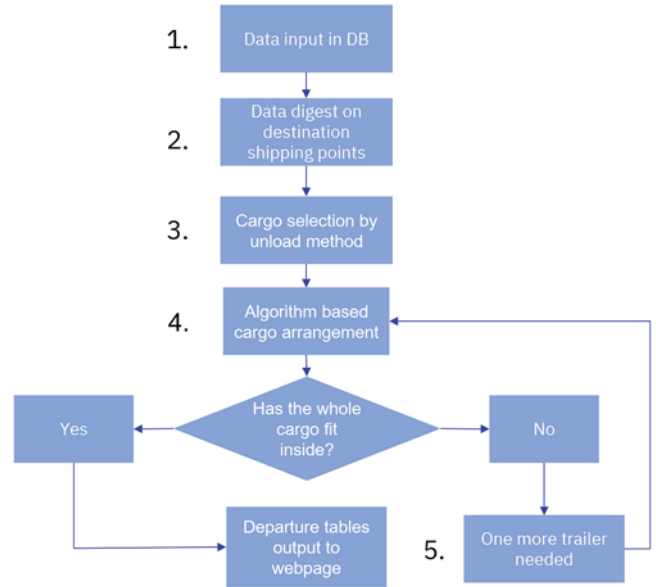 1.
Data input in DB
2.
Data digest on
destination
shipping points
3.
Cargo selection by
unload method
4.
Algorithm based
cargo arrangement
Has the whole
cargo fit
inside?
Yes
No
Departure tables
output to
webpage
5.
One more trailer
needed